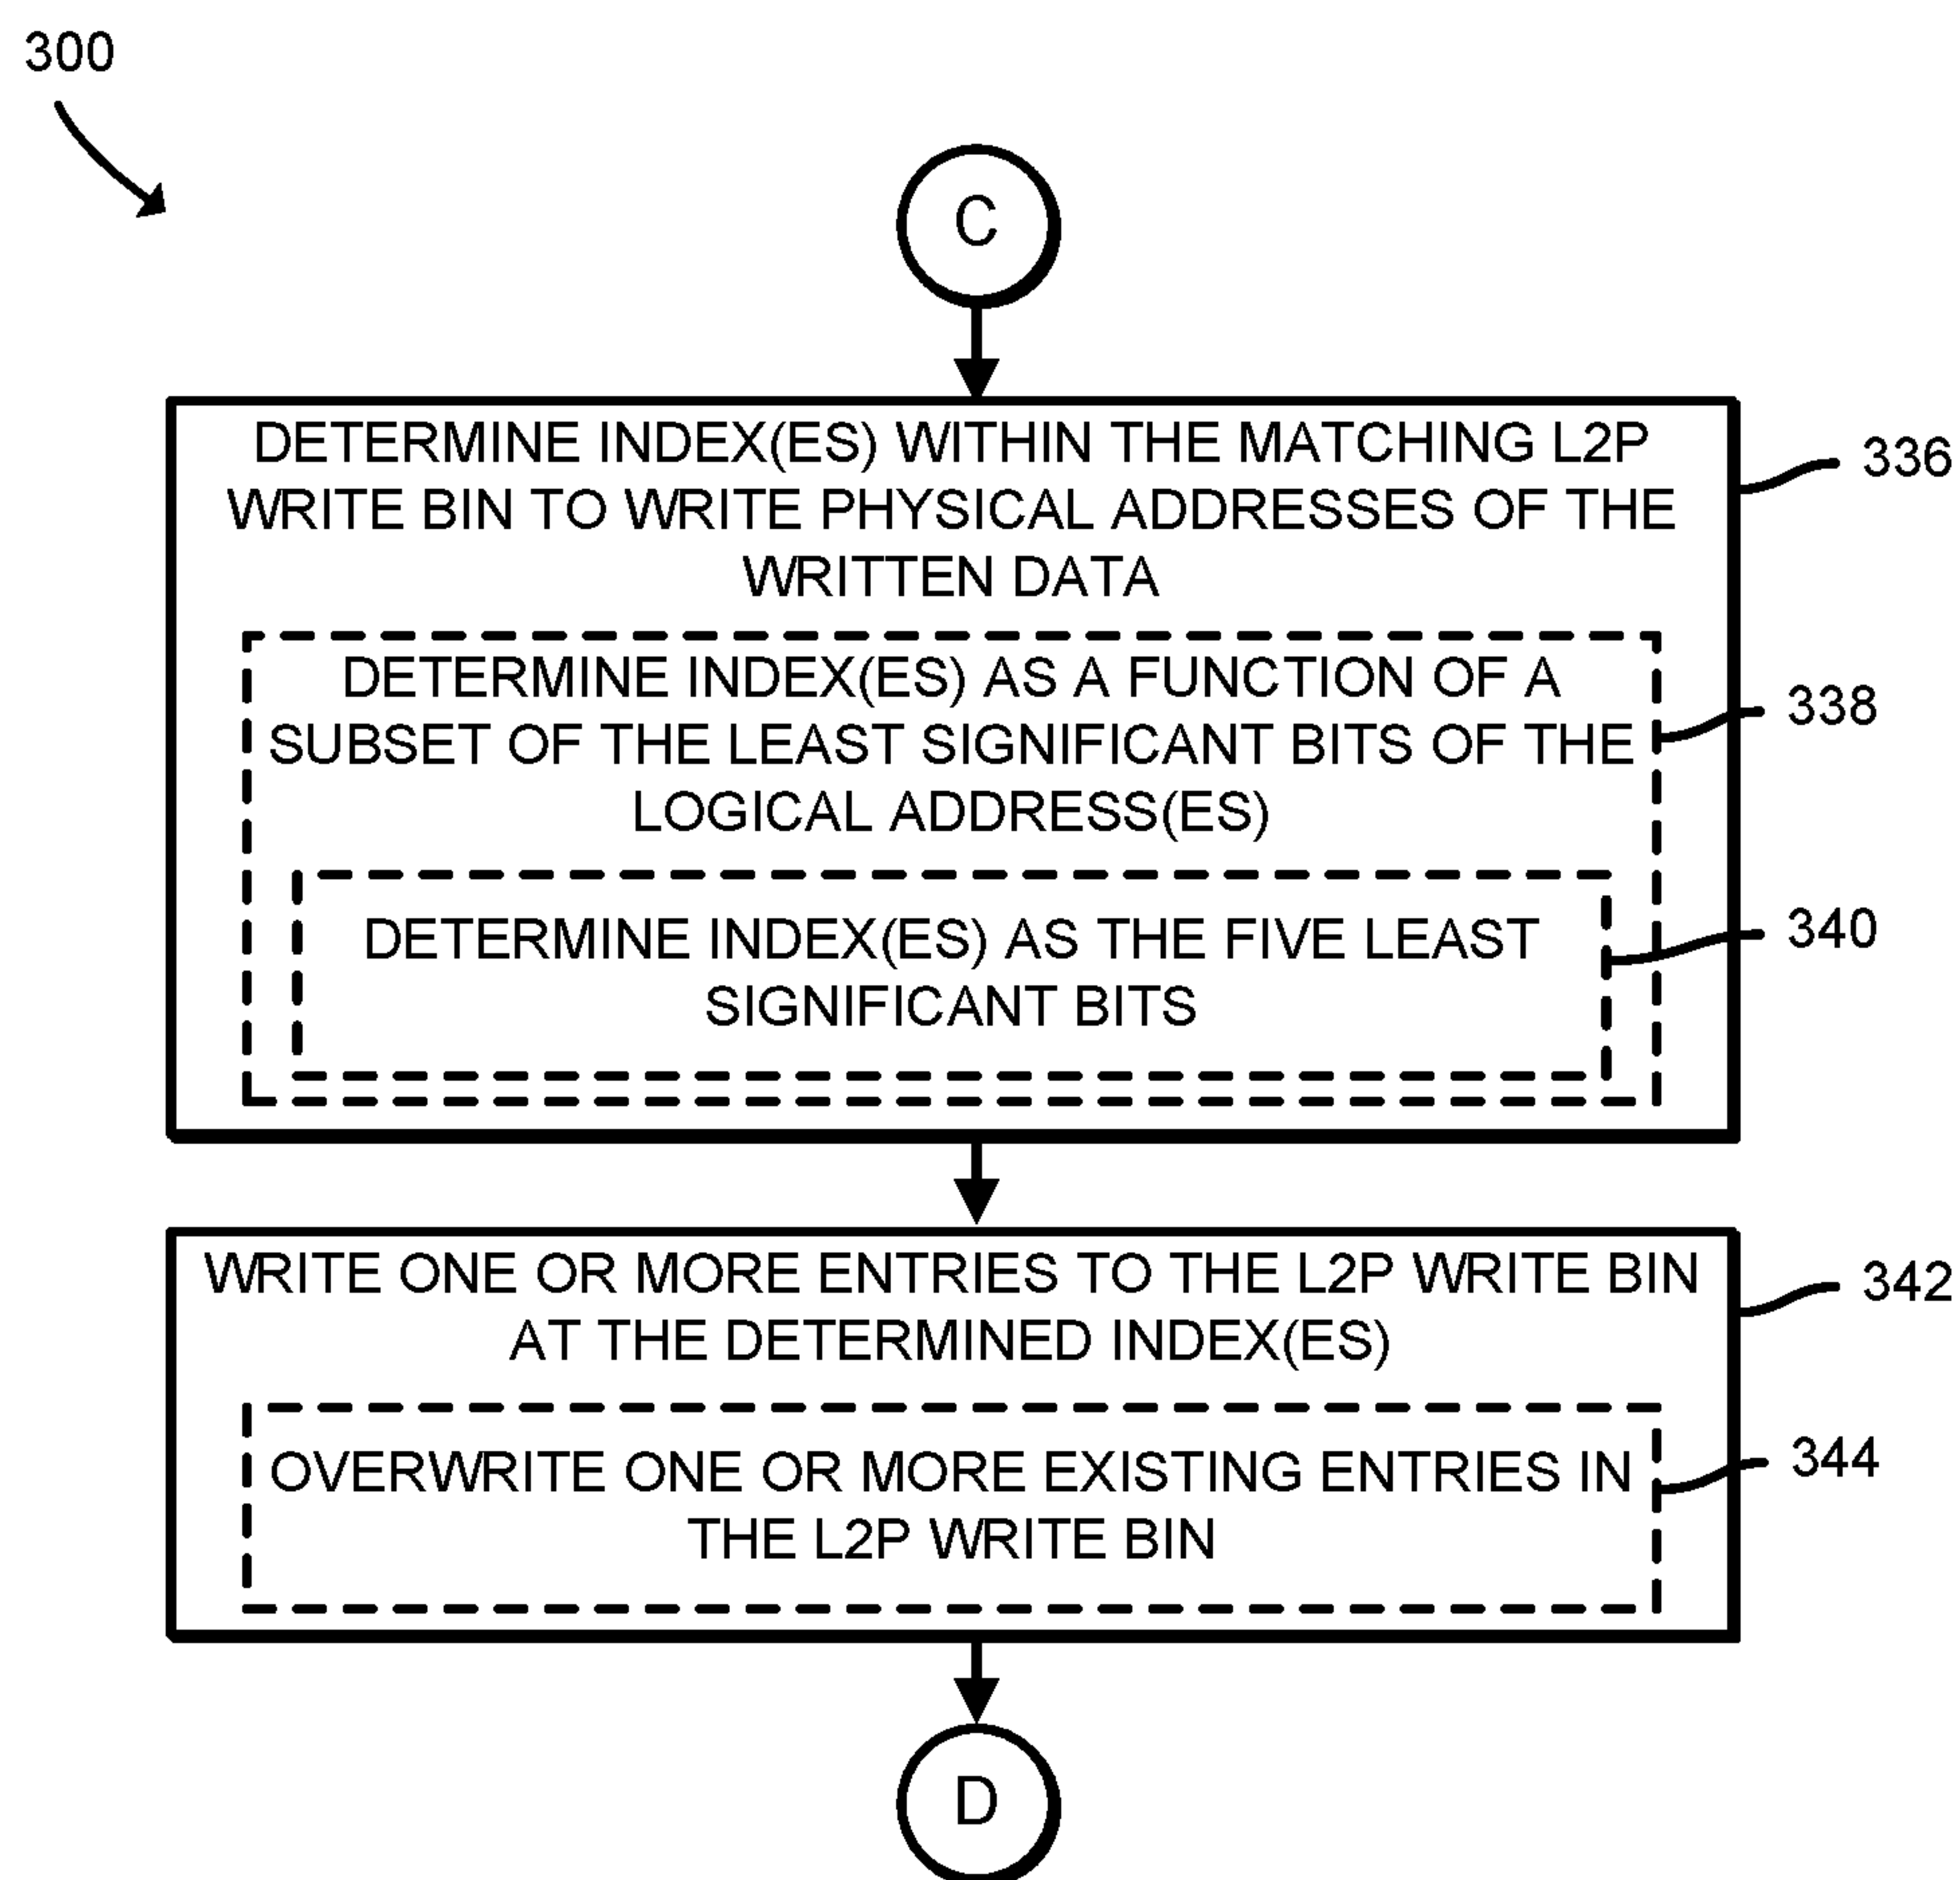 300
C
DETERMINE INDEX(ES) WITHIN THE MATCHING L2P
WRITE BIN TO WRITE PHYSICAL ADDRESSES OF THE
WRITTEN DATA
336
DETERMINE INDEX(ES) AS A FUNCTION OF A
SUBSET OF THE LEAST SIGNIFICANT BITS OF THE
LOGICAL ADDRESS(ES)
338
DETERMINE INDEX(ES) AS THE FIVE LEAST
SIGNIFICANT BITS
340
WRITE ONE OR MORE ENTRIES TO THE L2P WRITE BIN
AT THE DETERMINED INDEX(ES)
342
OVERWRITE ONE OR MORE EXISTING ENTRIES IN
THE L2P WRITE BIN
344
D